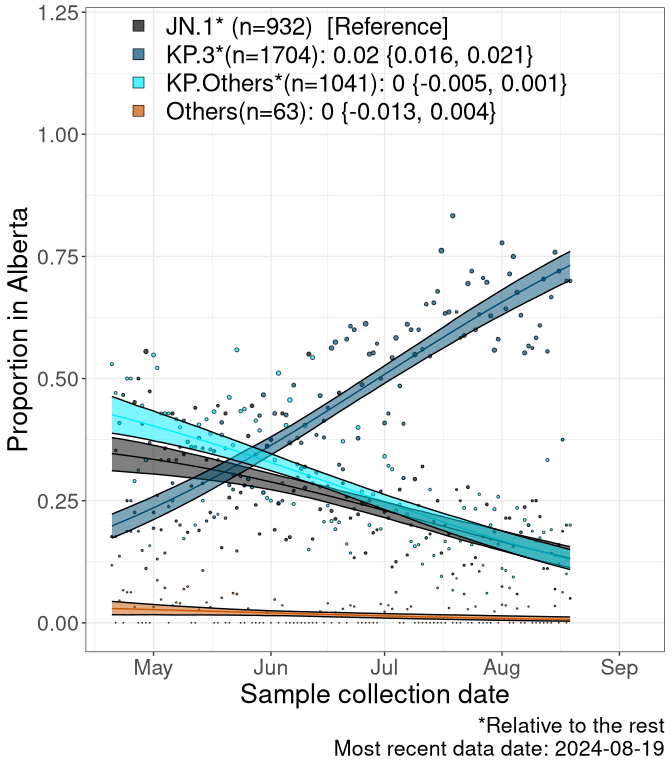 JN.1* (n=932)  [Reference]
KP.3*(n=1704): 0.02 {0.016, 0.021}
KP.Others*(n=1041): 0 {-0.005, 0.001}
Others(n=63): 0 {-0.013, 0.004}
1.25
1.00
0.75
0.50
0.25
0.00
Proportion in Alberta
May Jun Jul Aug Sep
Sample collection date
*Relative to the rest
Most recent data date: 2024-08-19